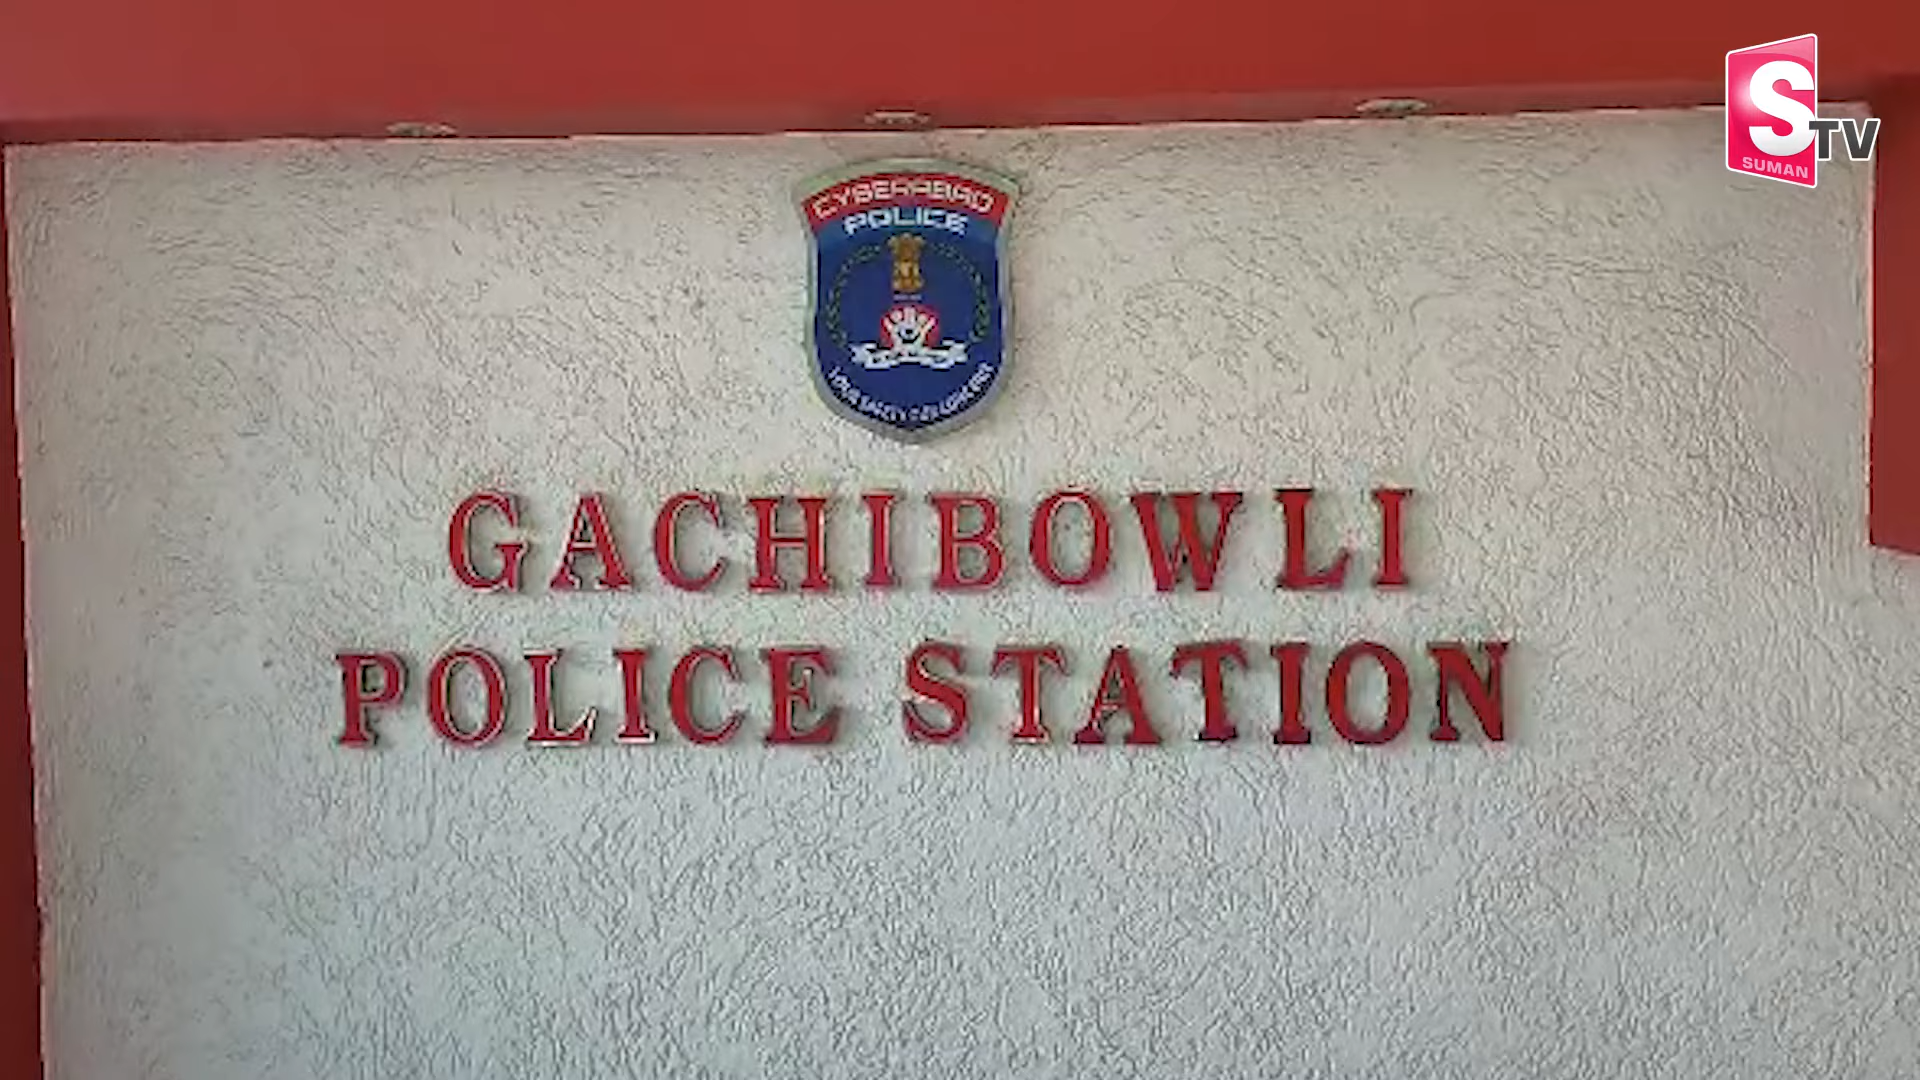 S
TV
SUMAN
CYBERABAD
POLICE
GACHIBOWLI
POLICE STATION